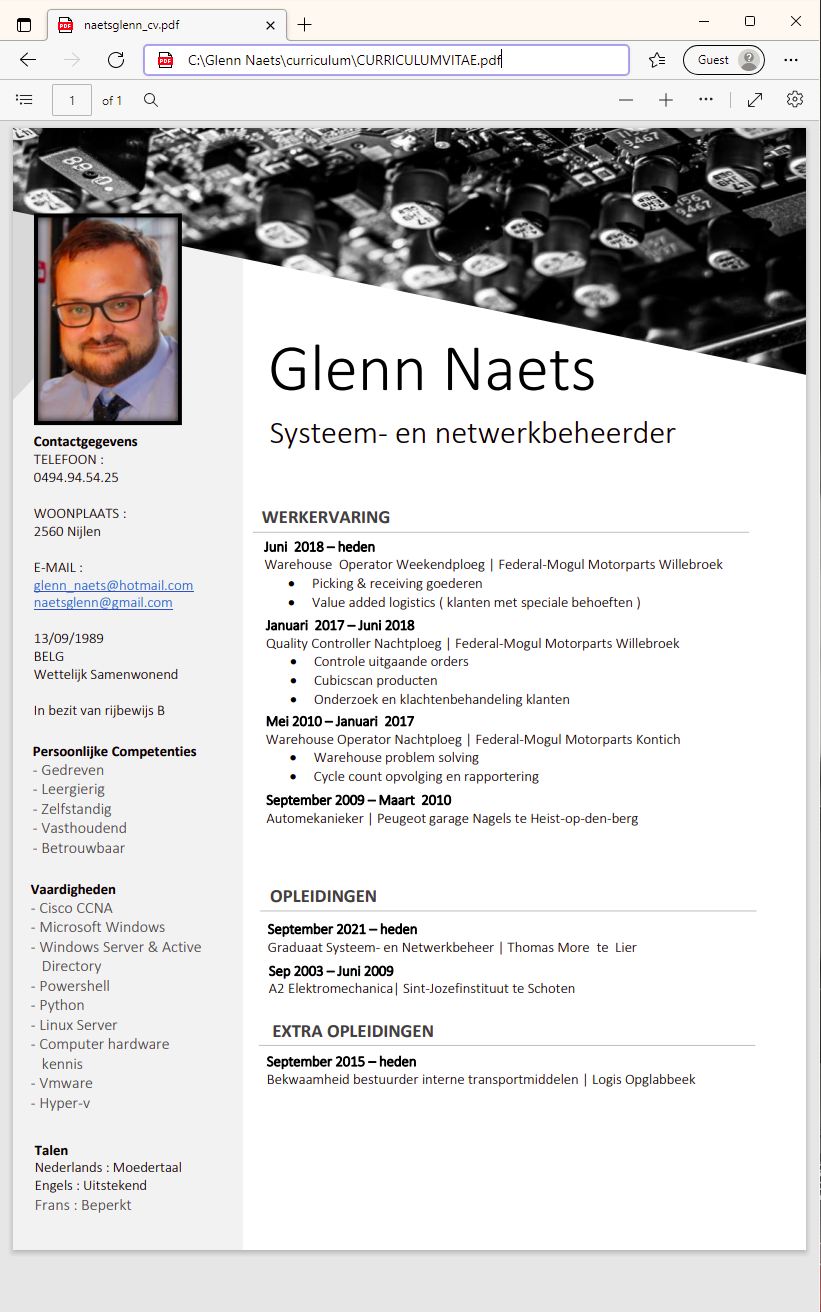 naetsglenn_cv.pdf
C:\Glenn Naets\curriculum\CURRICULUMVITAE.pdf
Guest
1 of 1
Glenn Naets
Systeem- en netwerkbeheerder
Contactgegevens
TELEFOON :
0494.94.54.25
WOONPLAATS :
2560 Nijlen
E-MAIL :
glenn_naets@hotmail.com
naetsglenn@gmail.com
13/09/1989
BELG
Wettelijk Samenwonend
In bezit van rijbewijs B
Persoonlijke Competenties
- Gedreven
- Leergierig
- Zelfstandig
- Vasthoudend
- Betrouwbaar
Vaardigheden
- Cisco CCNA
- Microsoft Windows
- Windows Server & Active
Directory
- Powershell
- Python
- Linux Server
- Computer hardware
kennis
- Vmware
- Hyper-v
Talen
Nederlands : Moedertaal
Engels : Uitstekend
Frans : Beperkt
WERKERVARING
Juni 2018 – heden
Warehouse Operator Weekendploeg | Federal-Mogul Motorparts Willebroek
• Picking & receiving goederen
• Value added logistics ( klanten met speciale behoeften )
Januari 2017 – Juni 2018
Quality Controller Nachtploeg | Federal-Mogul Motorparts Willebroek
• Controle uitgaande orders
• Cubicscan producten
• Onderzoek en klachtenbehandeling klanten
Mei 2010 – Januari 2017
Warehouse Operator Nachtploeg | Federal-Mogul Motorparts Kontich
• Warehouse problem solving
• Cycle count opvolging en rapportering
September 2009 – Maart 2010
Automekanieker | Peugeot garage Nagels te Heist-op-den-berg
OPLEIDINGEN
September 2021 – heden
Graduaat Systeem- en Netwerkbeheer | Thomas More te Lier
Sep 2003 – Juni 2009
A2 Elektromechanica| Sint-Jozefinstituut te Schoten
EXTRA OPLEIDINGEN
September 2015 – heden
Bekwaamheid bestuurder interne transportmiddelen | Logis Opglabbeek